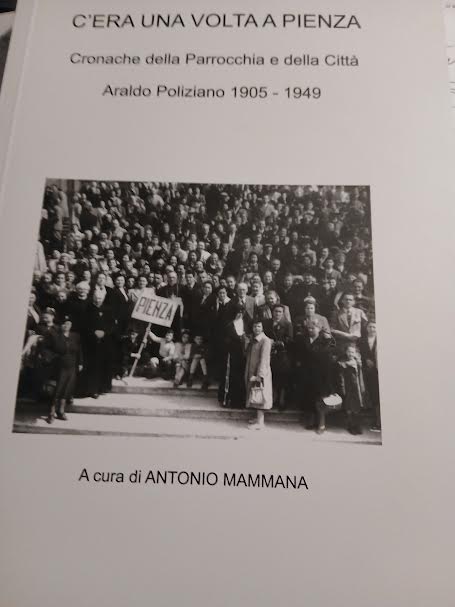 C'ERA UNA VOLTA A PIENZA
Cronache della Parrocchia e della Città
Araldo Poliziano 1905 - 1949
PIENZA
A cura di ANTONIO MAMMANA